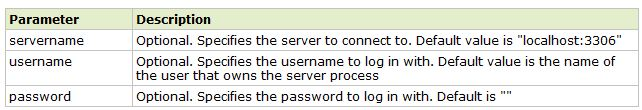 Parameter Description
servername Optional. Specifies the server to connect to. Default value is "localhost:3306"
username Optional. Specifies the username to log in with. Default value is the name of
the user that owns the server process
password Optional. Specifies the password to log in with. Default is ""